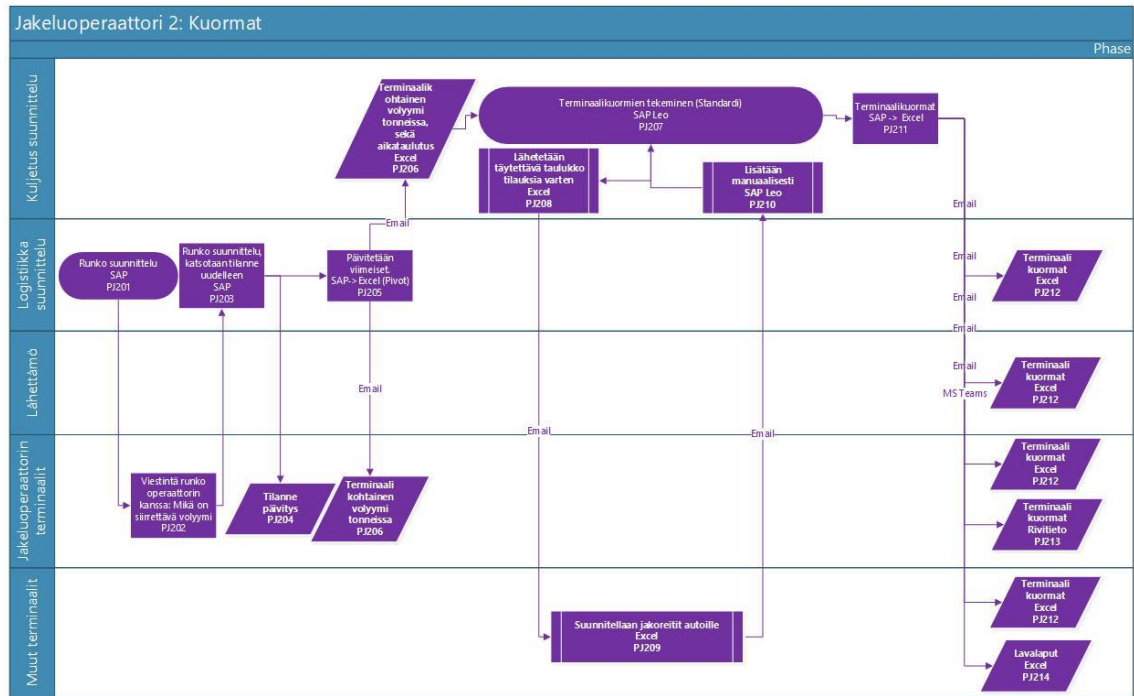 Jakeluoperaattori 2: Kuormat
Phase
Kuljetus suunnittelu
Terminaalik
ohtainen
volyymi
tonneissa,
sekä
aikataulutus
Excel
PJ206
Terminaalikuormien tekeminen (Standardi)
SAP Leo
PJ207
Terminaalikuormat
SAP -> Excel
PJ211
Lähetetään
täytettävä taulukko
tilauksia varten
Excel
PJ208
Lisätään
manuaalisesti
SAP Leo
PJ210
Email
Email
Logistiikka
suunnittelu
Runko suunnittelu
SAP
PJ201
Runko suunnittelu,
katsotaan tilanne
uudelleen
SAP
PJ203
Päivitetään
viimeiset.
SAP-> Excel (Pivot)
PJ205
Email
Terminaali
kuormat
Excel
PJ212
Email
Email
Lähettämö
Email
Email
MS Teams
Terminaali
kuormat
Excel
PJ212
Email
Email
Jakeluoperaattorin
terminaalit
Viestintä runko
operaattorin
kanssa: Mikä on
siirrettävä volyymi
PJ202
Tilanne
päivitys
PJ204
Terminaali
kohtainen
volyymi
tonneissa
PJ206
Terminaali
kuormat
Excel
PJ212
Terminaali
kuormat
Rivitieto
PJ213
Muut terminaalit
Suunnitellaan jakoreitit autoille
Excel
PJ209
Terminaali
kuormat
Excel
PJ212
Lavalaput
Excel
PJ214